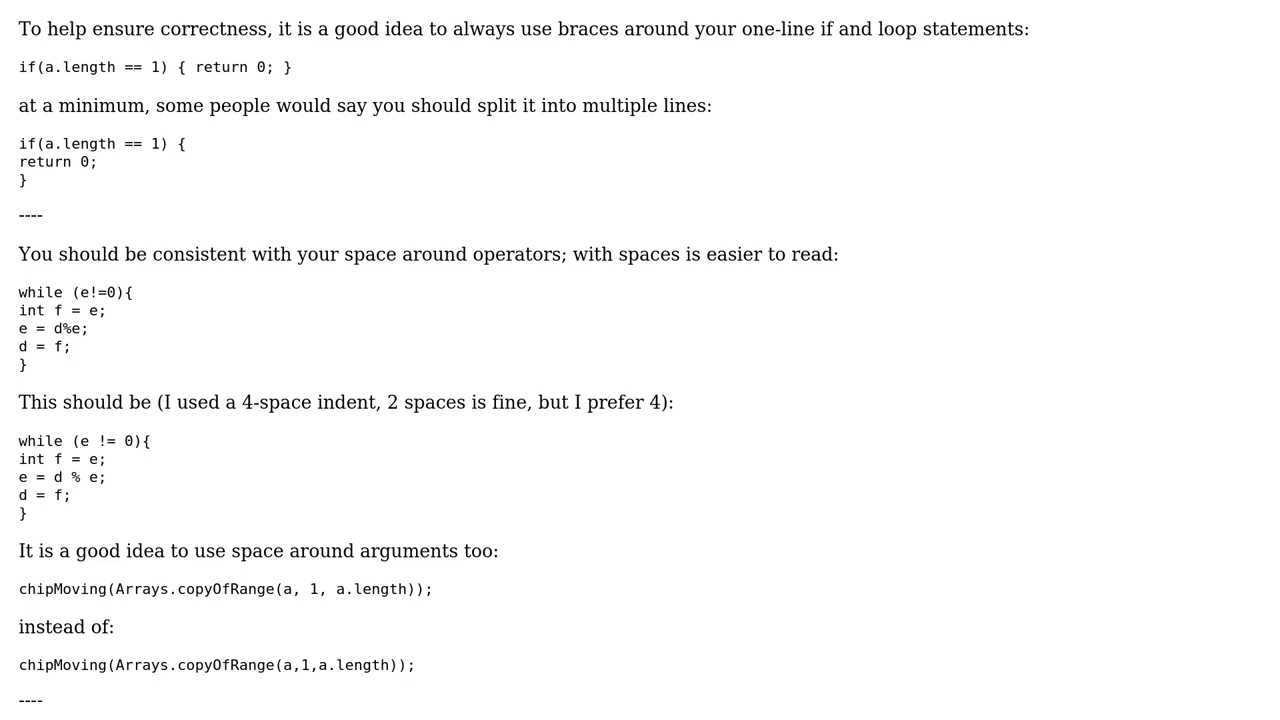 To help ensure correctness, it is a good idea to always use braces around your one-line if and loop statements:
if(a.length == 1) { return 0; }
at a minimum, some people would say you should split it into multiple lines:
if(a.length == 1) {
return 0;
}
----
You should be consistent with your space around operators; with spaces is easier to read:
while (e!=0){
int f = e;
e = d%e;
d = f;
}
This should be (I used a 4-space indent, 2 spaces is fine, but I prefer 4):
while (e != 0){
int f = e;
e = d % e;
d = f;
}
It is a good idea to use space around arguments too:
chipMoving(Arrays.copyOfRange(a, 1, a.length));
instead of:
chipMoving(Arrays.copyOfRange(a,1,a.length));
----